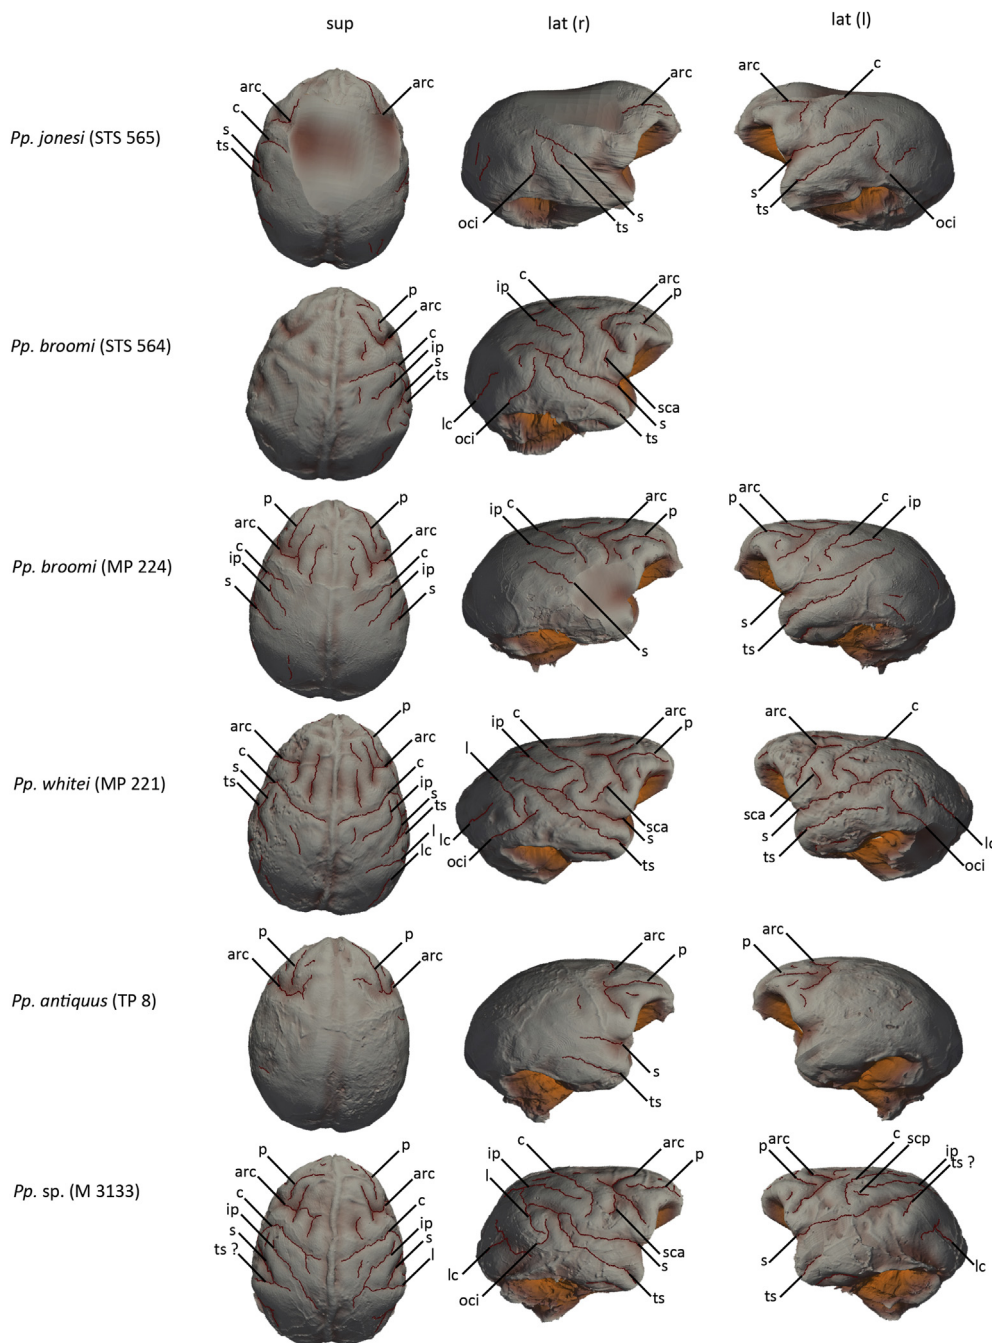 sup lat (r) lat (l)
Pp. jonesi (STS 565)
arc arc
c
s
ts
arc
oci ts s
arc c
s
ts oci
Pp. broomi (STS 564)
p
arc
c
ip
s
ts
c
ip arc
p
lc
oci sca
s
ts
Pp. broomi (MP 224)
p p
arc arc
c c
ip ip
s s
c
ip arc
p
s
arc c
p ip
s
ts
Pp. whitei (MP 221)
p
arc arc
c c
s ip
ts s
ts
l
lc
c
ip arc
l p
lc sca
oci s
ts
arc c
sca
s
ts lc
oci
Pp. antiquus (TP 8)
p p
arc arc
arc
p
s
ts
arc
p
Pp. sp. (M 3133)
p p
arc arc
c c
ip ip
s s
ts ? l
c
ip arc
l p
lc sca
s
oci ts
c scp
p arc ip
ts ?
s lc
ts